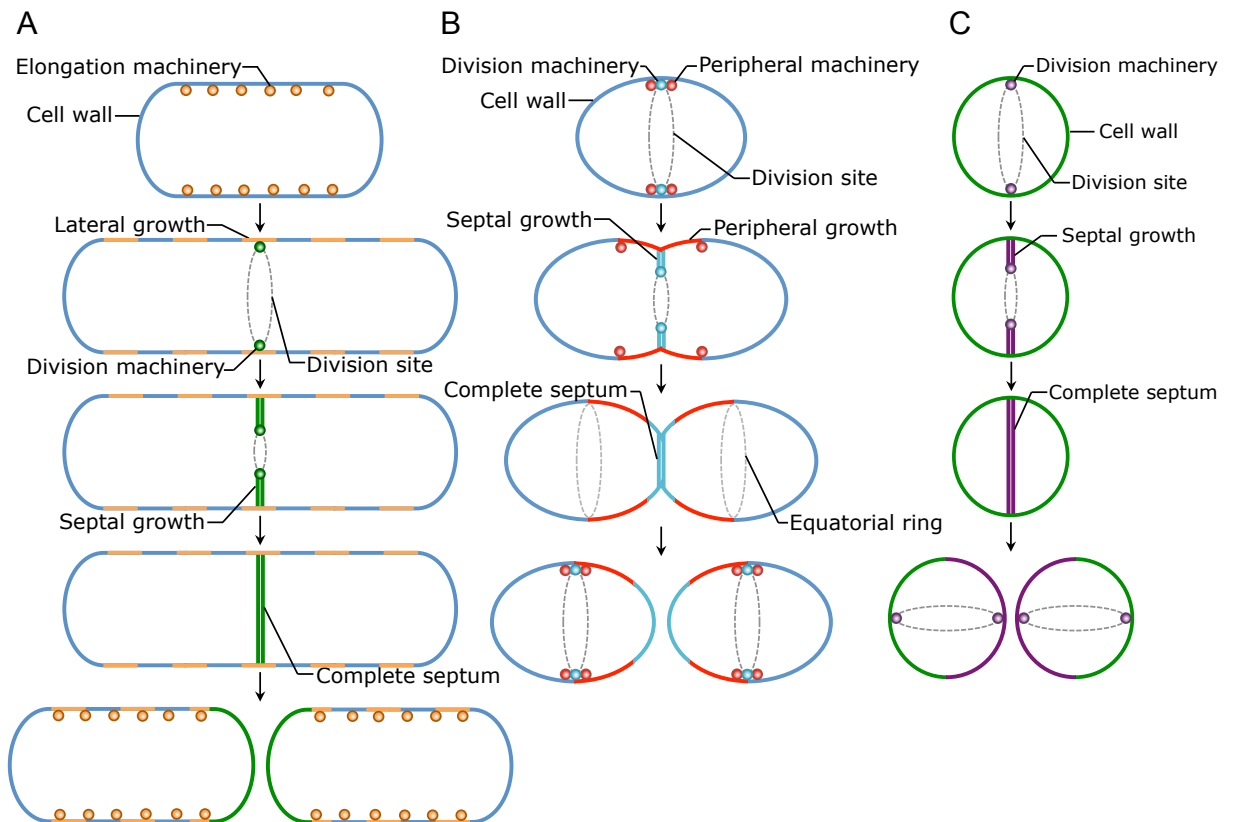 A
Elongation machinery
Cell wall
Lateral growth
Division machinery
Division site
Septal growth
Complete septum
B
Division machinery
Peripheral machinery
Cell wall
Division site
Septal growth
Peripheral growth
Complete septum
Equatorial ring
C
Division machinery
Cell wall
Division site
Septal growth
Complete septum